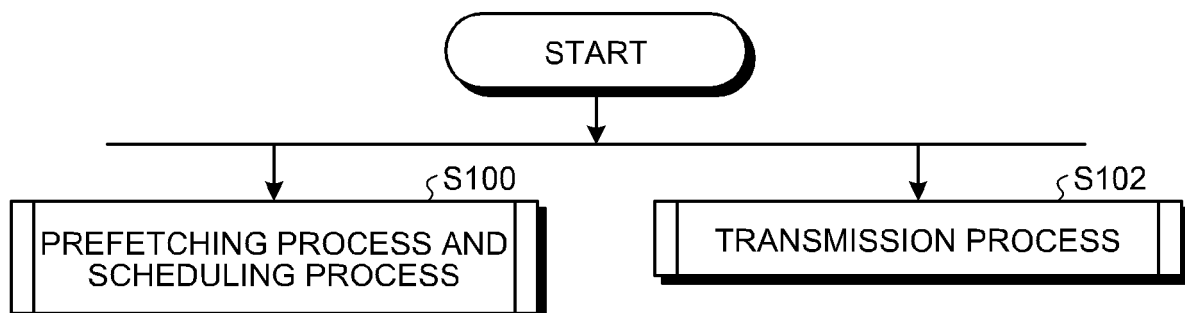 START
S100
S102
PREFETCHING PROCESS AND
SCHEDULING PROCESS
TRANSMISSION PROCESS